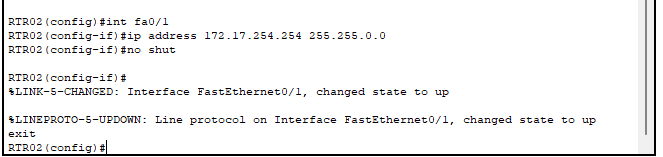 RTR02(config)#int fa0/1
RTR02(config-if)#ip address 172.17.254.254 255.255.0.0
RTR02(config-if)#no shut
RTR02(config-if)#
%LINK-5-CHANGED: Interface FastEthernet0/1, changed state to up
%LINEPROTO-5-UPDOWN: Line protocol on Interface FastEthernet0/1, changed state to up
exit
RTR02(config)#